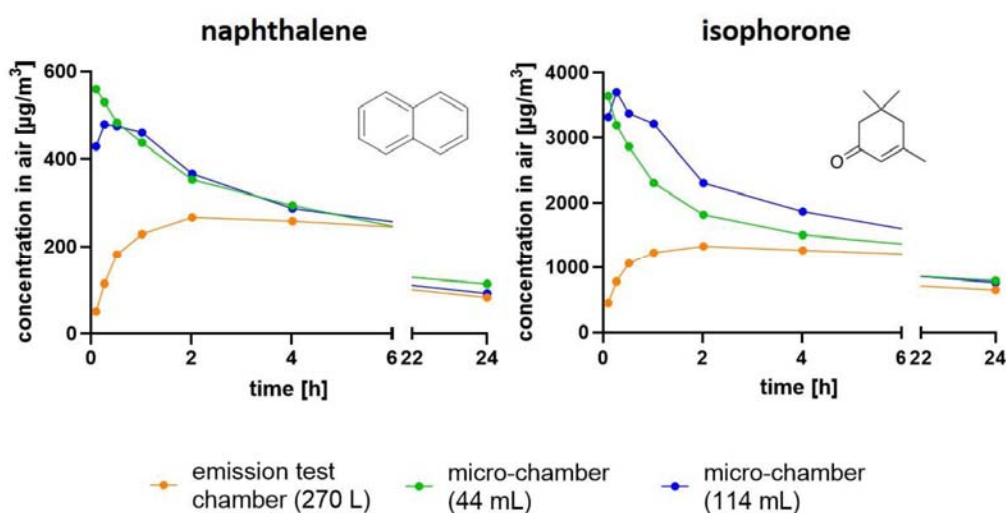 naphthalene
concentration in air [µg/m³]
600
400
200
0
0 2 4 6 22 24
time [h]
isophorone
concentration in air [µg/m³]
4000
3000
2000
1000
0
O
0 2 4 6 22 24
time [h]
emission test
chamber (270 L)
micro-chamber
(44 mL)
micro-chamber
(114 mL)